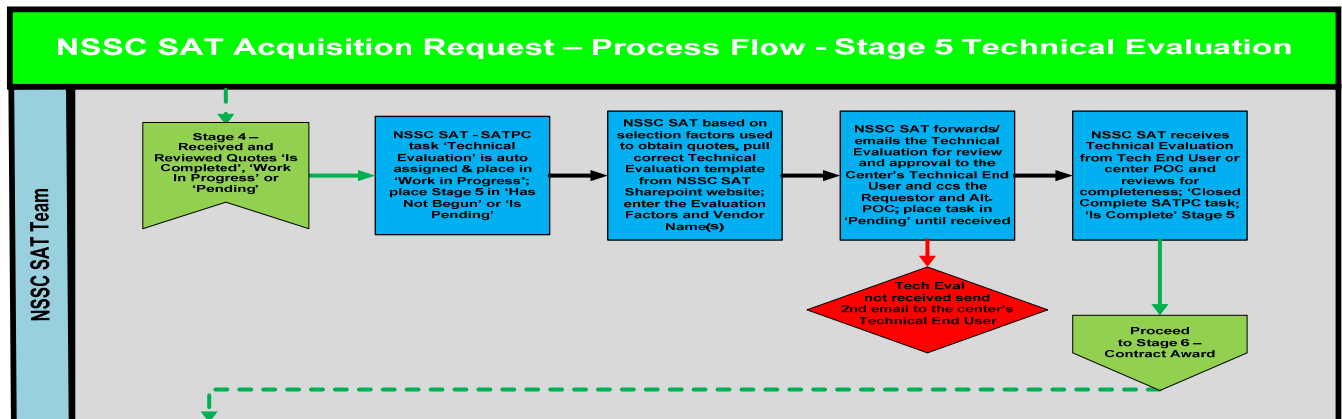 NSSC SAT Acquisition Request – Process Flow - Stage 5 Technical Evaluation
NSSC SAT Team
Stage 4 –
Received and
Reviewed Quotes 'Is
Completed', 'Work
In Progress' or
'Pending'
NSSC SAT - SATPC
task 'Technical
Evaluation' is auto
assigned & place in
'Work in Progress';
place Stage 5 in 'Has
Not Begun' or 'Is
Pending'
NSSC SAT based on
selection factors used
to obtain quotes, pull
correct Technical
Evaluation template
from NSSC SAT
Sharepoint website;
enter the Evaluation
Factors and Vendor
Name(s)
NSSC SAT forwards/
emails the Technical
Evaluation for review
and approval to the
Center's Technical End
User and ccs the
Requestor and Alt-
POC; place task in
'Pending' until received
NSSC SAT receives
Technical Evaluation
from Tech End User or
center POC and
reviews for
completeness; 'Closed
Complete SATPC task;
'Is Complete' Stage 5
Tech Eval
not received send
2nd email to the center's
Technical End User
Proceed
to Stage 6 –
Contract Award